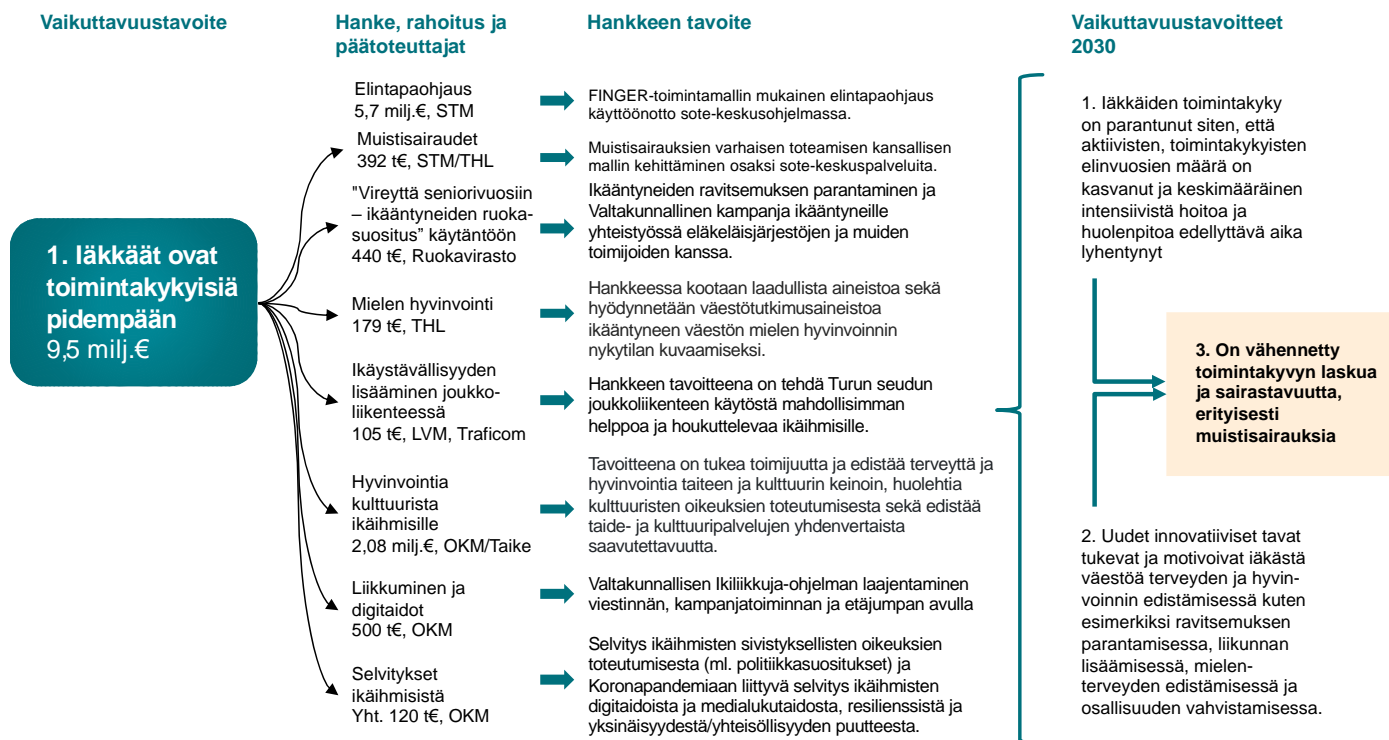 Vaikuttavuustavoite
Hanke, rahoitus ja
päätoteuttajat
Hankkeen tavoite
Vaikuttavuustavoitteet
2030
1. Iäkkäät ovat
toimintakykyisiä
pidempään
9,5 milj.€
Elintapaohjaus
5,7 milj.€, STM
FINGER-toimintamallin mukainen elintapaohjaus
käyttöönotto sote-keskusohjelmassa.
Muistisairaudet
392 t€, STM/THL
Muistisairauksien varhaisen toteamisen kansallisen
mallin kehittäminen osaksi sote-keskuspalveluita.
"Vireyttä seniorivuosiin
– ikääntyneiden ruoka-
suositus” käytäntöön
440 t€, Ruokavirasto
Ikääntyneiden ravitsemuksen parantaminen ja
Valtakunnallinen kampanja ikääntyneille
yhteistyössä eläkeläisjärjestöjen ja muiden
toimijoiden kanssa.
Mielen hyvinvointi
179 t€, THL
Hankkeessa kootaan laadullista aineistoa sekä
hyödynnetään väestötutkimusaineistoa
ikääntyneen väestön mielen hyvinvoinnin
nykytilan kuvaamiseksi.
Ikäystävällisyyden
lisääminen joukko-
liikenteessä
105 t€, LVM, Traficom
Hankkeen tavoitteena on tehdä Turun seudun
joukkoliikenteen käytöstä mahdollisimman
helppoa ja houkuttelevaa ikäihmisille.
Hyvinvointia
kulttuurista
ikäihmisille
2,08 milj.€, OKM/Taike
Tavoitteena on tukea toimijuutta ja edistää terveyttä ja
hyvinvointia taiteen ja kulttuurin keinoin, huolehtia
kulttuuristen oikeuksien toteutumisesta sekä edistää
taide- ja kulttuuripalvelujen yhdenvertaista
saavutettavuutta.
Liikkuminen ja
digitaidot
500 t€, OKM
Valtakunnallisen Ikiliikkuja-ohjelman laajentaminen
viestinnän, kampanjatoiminnan ja etäjumpan avulla
Selvitykset
ikäihmisistä
Yht. 120 t€, OKM
Selvitys ikäihmisten sivistyksellisten oikeuksien
toteutumisesta (ml. politiikkasuositukset) ja
Koronapandemiaan liittyvä selvitys ikäihmisten
digitaidoista ja medialukutaidosta, resilienssistä ja
yksinäisyydestä/yhteisöllisyyden puutteesta.
1. Iäkkäiden toimintakyky
on parantunut siten, että
aktiivisten, toimintakykyisten
elinvuosien määrä on
kasvanut ja keskimääräinen
intensiivistä hoitoa ja
huolenpitoa edellyttävä aika
lyhentynyt
3. On vähennetty
toimintakyvyn laskua
ja sairastavuutta,
erityisesti
muistisairauksia
2. Uudet innovatiiviset tavat
tukevat ja motivoivat iäkästä
väestöä terveyden ja hyvin-
voinnin edistämisessä kuten
esimerkiksi ravitsemuksen
parantamisessa, liikunnan
lisäämisessä, mielen-
terveyden edistämisessä ja
osallisuuden vahvistamisessa.